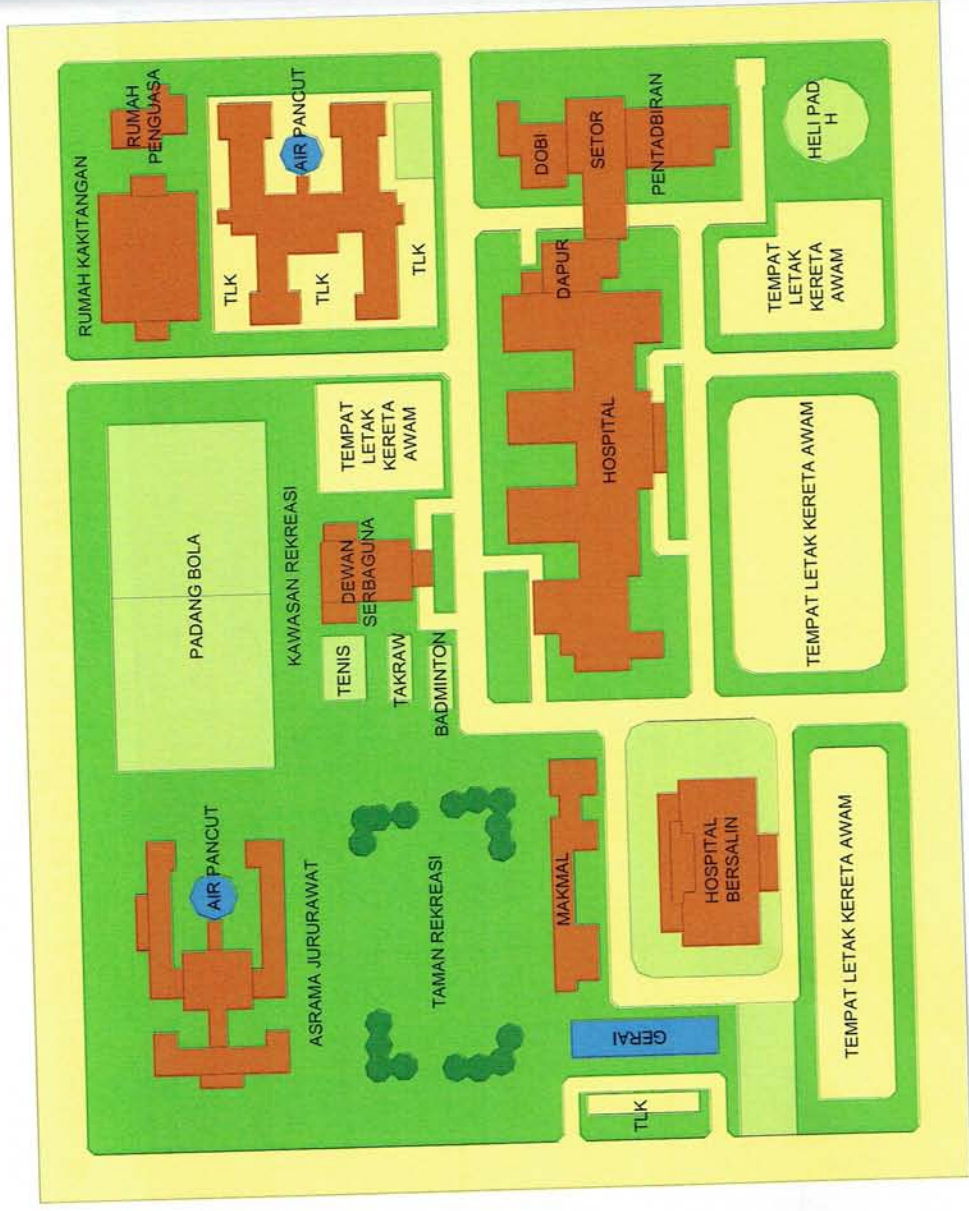 RUMAH KAKITANGAN
RUMAH
PENGUASA
AIR PANCUT
TLK
TLK
TLK
PADANG BOLA
KAWASAN REKREASI
TEMPAT
LETAK
KERETA
AWAM
DEWAN
SERBAGUNA
TENIS
TAKRAW
BADMINTON
AIR PANCUT
ASRAMA JURURAWAT
TAMAN REKREASI
DOBI
SETOR
PENTADBIRAN
HELI PAD
H
DAPUR
HOSPITAL
TEMPAT
LETAK
KERETA
AWAM
TEMPAT LETAK KERETA AWAM
MAKMAL
HOSPITAL
BERSALIN
GERAI
TLK
TEMPAT LETAK KERETA AWAM